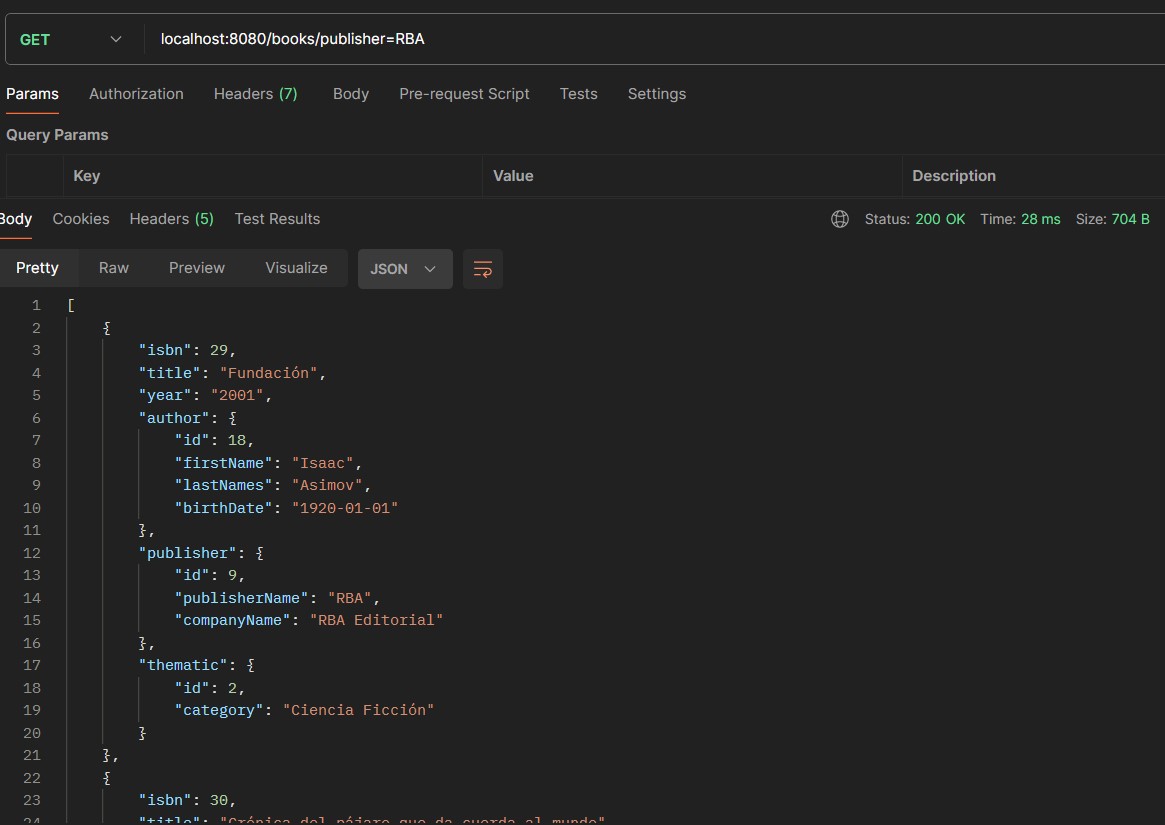 GET localhost:8080/books/publisher=RBA
Params Authorization Headers (7) Body Pre-request Script Tests Settings
Query Params
Key Value Description
Body Cookies Headers (5) Test Results Status: 200 OK Time: 28 ms Size: 704 B
Pretty Raw Preview Visualize JSON
1 [
2 {
3 "isbn": 29,
4 "title": "Fundación",
5 "year": "2001",
6 "author": {
7 "id": 18,
8 "firstName": "Isaac",
9 "lastNames": "Asimov",
10 "birthDate": "1920-01-01"
11 },
12 "publisher": {
13 "id": 9,
14 "publisherName": "RBA",
15 "companyName": "RBA Editorial"
16 },
17 "thematic": {
18 "id": 2,
19 "category": "Ciencia Ficción"
20 }
21 },
22 {
23 "isbn": 30,
24 "title": "Crónica del pájaro que da cuerda al mundo"